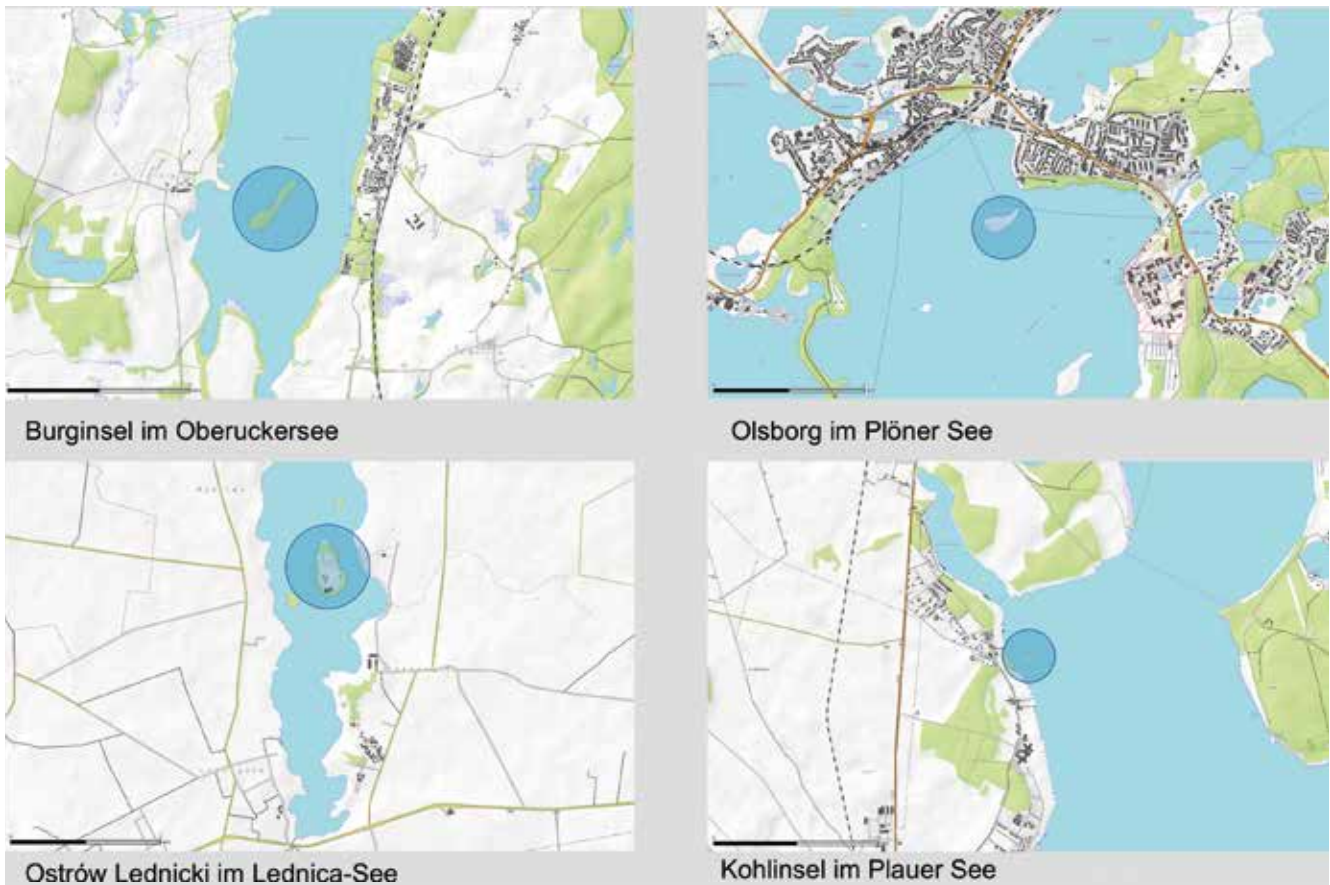 Burginsel im Oberuckersee
Olsborg im Plöner See
Ostrów Lednicki im Lednica-See
Kohlinsel im Plauer See